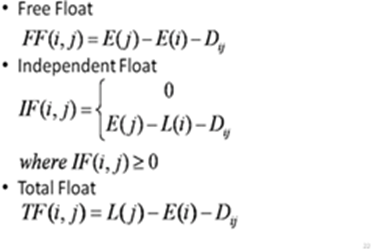 • Free Float
FF(i, j) = E(j) − E(i) − D_ij
• Independent Float
IF(i, j) = { 0
E(j) − L(i) − D_ij
where IF(i, j) ≥ 0
• Total Float
TF(i, j) = L(j) − E(i) − D_ij